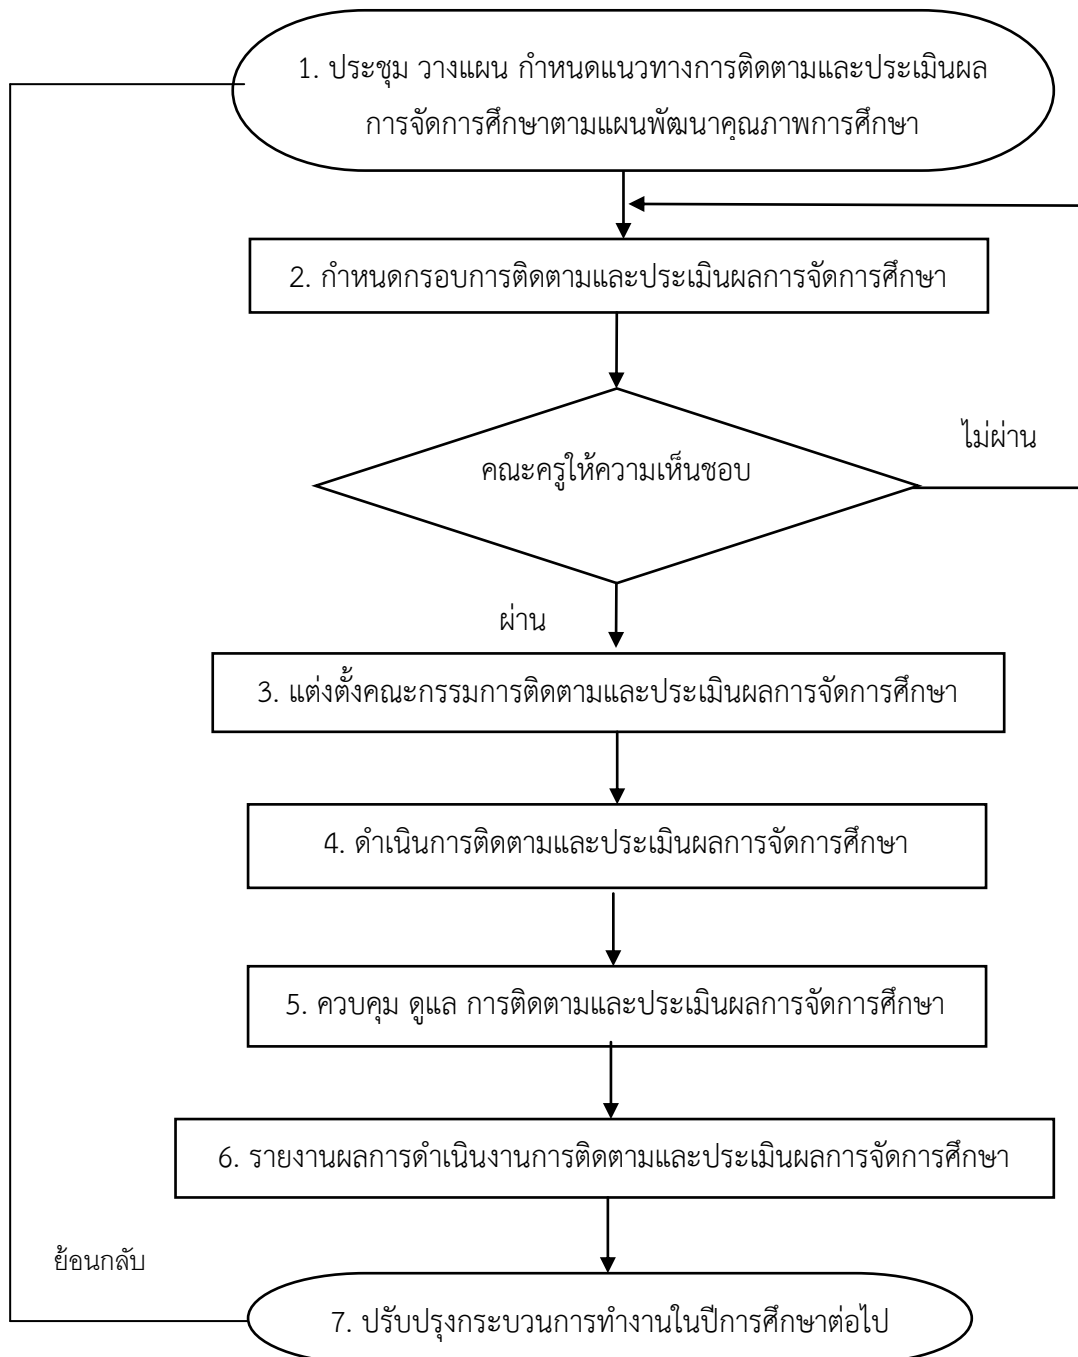 1. ประชุม วางแผน กำหนดแนวทางการติดตามและประเมินผล
การจัดการศึกษาตามแผนพัฒนาคุณภาพการศึกษา
2. กำหนดกรอบการติดตามและประเมินผลการจัดการศึกษา
ไม่ผ่าน
คณะครูให้ความเห็นชอบ
ผ่าน
3. แต่งตั้งคณะกรรมการติดตามและประเมินผลการจัดการศึกษา
4. ดำเนินการติดตามและประเมินผลการจัดการศึกษา
5. ควบคุม ดูแล การติดตามและประเมินผลการจัดการศึกษา
6. รายงานผลการดำเนินงานการติดตามและประเมินผลการจัดการศึกษา
ย้อนกลับ
7. ปรับปรุงกระบวนการทำงานในปีการศึกษาต่อไป